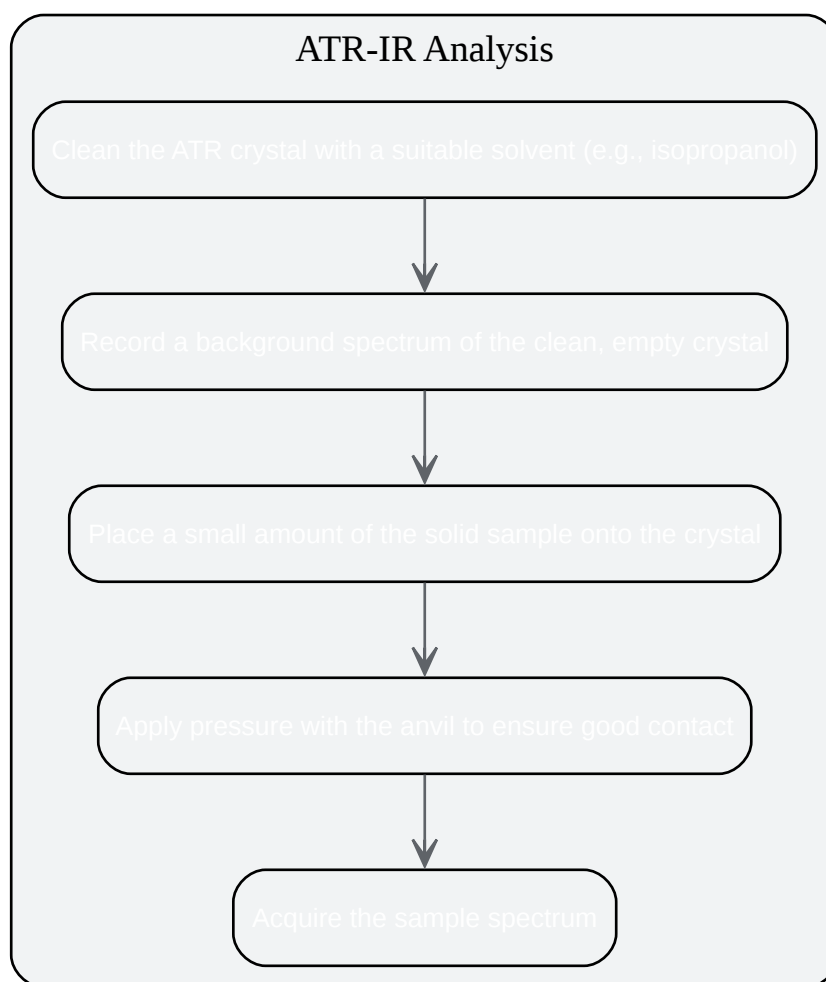 ATR-IR Analysis
Clean the ATR crystal with a suitable solvent (e.g., isopropanol)
Record a background spectrum of the clean, empty crystal
Place a small amount of the solid sample onto the crystal
Apply pressure with the anvil to ensure good contact
Acquire the sample spectrum